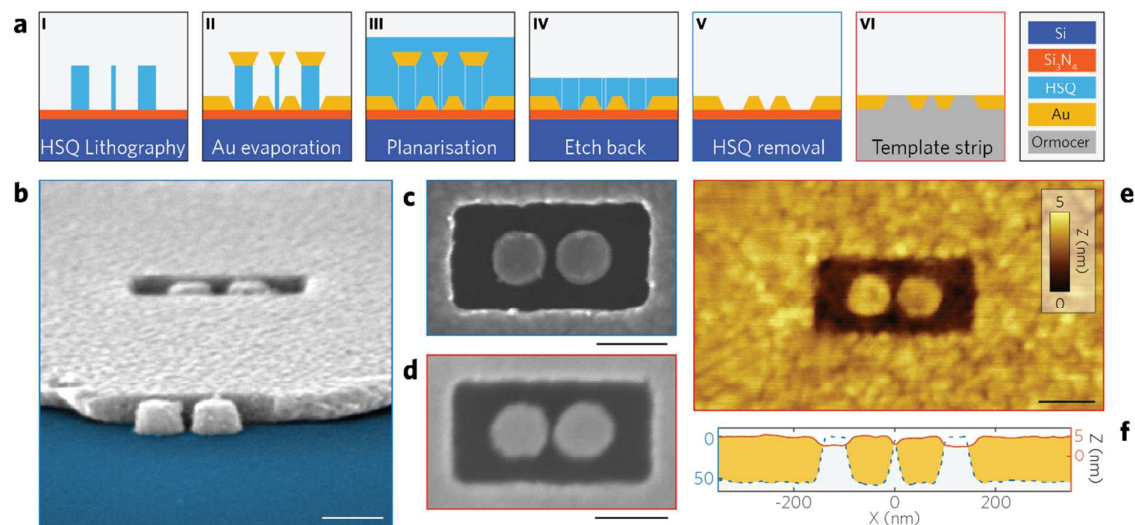 a
I
II
III
IV
V
VI
HSQ Lithography
Au evaporation
Planarisation
Etch back
HSQ removal
Template strip
Si
Si₃N₄
HSQ
Au
Ormocer
b
c
d
e
5
0
Z (nm)
f
0
50
5
0
Z (nm)
-200
0
200
X (nm)